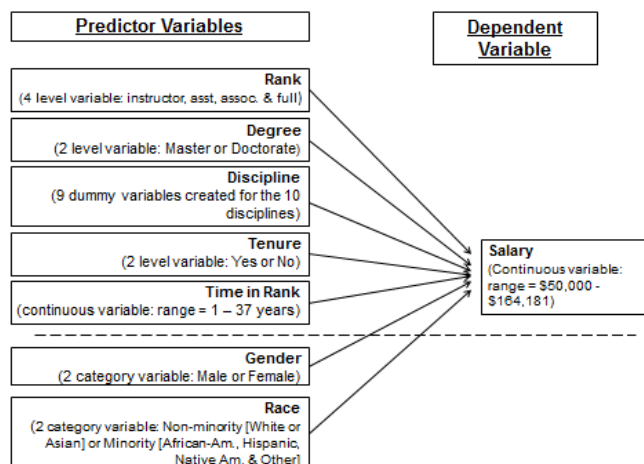 Predictor Variables
Dependent
Variable
Rank
(4 level variable: instructor, asst, assoc. & full)
Degree
(2 level variable: Master or Doctorate)
Discipline
(9 dummy variables created for the 10
disciplines)
Tenure
(2 level variable: Yes or No)
Time in Rank
(continuous variable: range = 1 – 37 years)
Gender
(2 category variable: Male or Female)
Race
(2 category variable: Non-minority [White or
Asian] or Minority [African-Am., Hispanic,
Native Am. & Other]
Salary
(Continuous variable:
range = $50,000 -
$164,181)